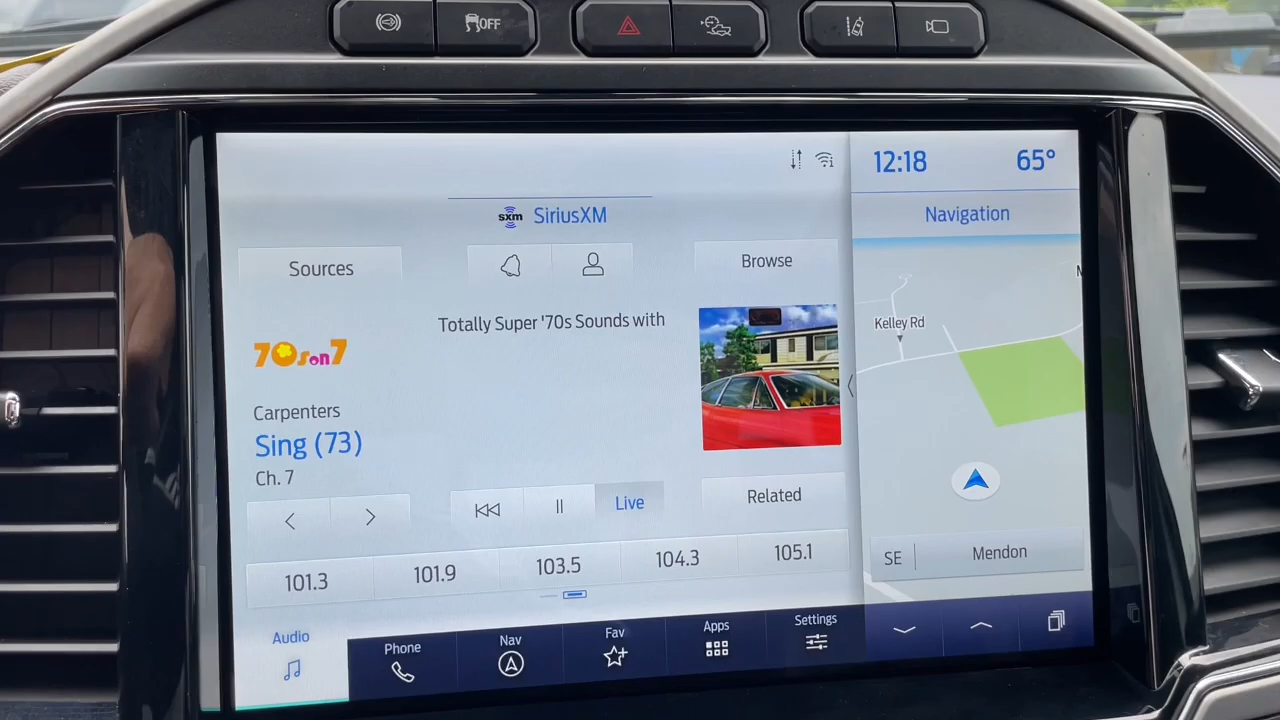 OFF
12:18 65°
sxm SiriusXM
Navigation
Sources
Browse
Totally Super '70s Sounds with
Kelley Rd
70s on 7
Carpenters
Sing (73)
Ch. 7
Live
Related
SE Mendon
101.3 101.9 103.5 104.3 105.1
Audio Phone Nav Fav Apps Settings